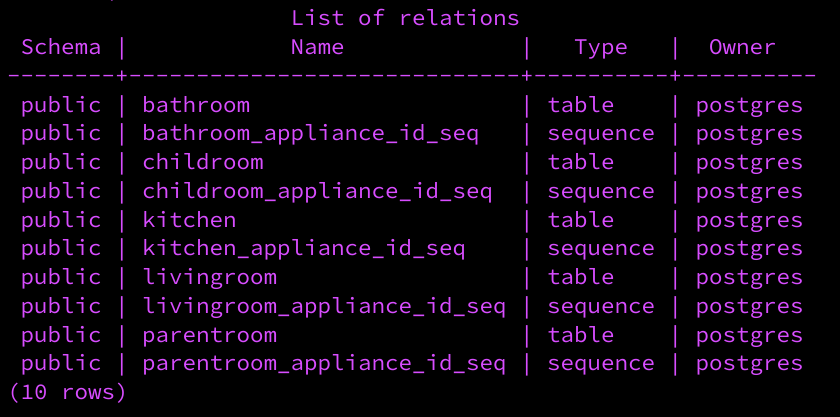 List of relations
Schema | Name | Type | Owner
--------+-----------------------------+----------+----------
public | bathroom | table | postgres
public | bathroom_appliance_id_seq | sequence | postgres
public | childroom | table | postgres
public | childroom_appliance_id_seq | sequence | postgres
public | kitchen | table | postgres
public | kitchen_appliance_id_seq | sequence | postgres
public | livingroom | table | postgres
public | livingroom_appliance_id_seq | sequence | postgres
public | parentroom | table | postgres
public | parentroom_appliance_id_seq | sequence | postgres
(10 rows)